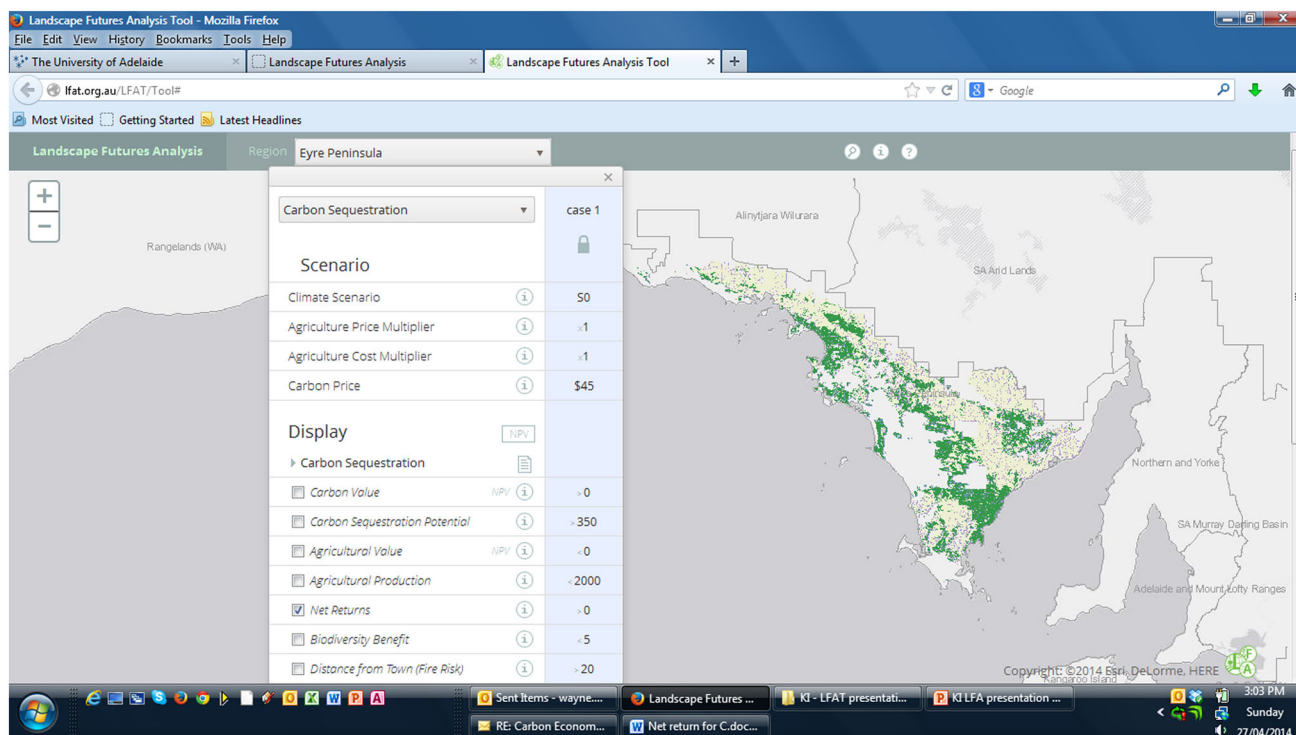 Landscape Futures Analysis Tool - Mozilla Firefox
File Edit View History Bookmarks Tools Help
The University of Adelaide × Landscape Futures Analysis × Landscape Futures Analysis Tool × +
lfat.org.au/LFAT/Tool# 8 Google
Most Visited Getting Started Latest Headlines
Landscape Futures Analysis Region Eyre Peninsula
+
−
Rangelands (WA)
Carbon Sequestration case 1
Scenario
Climate Scenario i S0
Agriculture Price Multiplier i x1
Agriculture Cost Multiplier i x1
Carbon Price i $45
Display NPV
Carbon Sequestration
Carbon Value NPV i > 0
Carbon Sequestration Potential i > 350
Agricultural Value NPV i < 0
Agricultural Production i < 2000
Net Returns i > 0
Biodiversity Benefit i < 5
Distance from Town (Fire Risk) i > 20
Alinytjara Wilurara
SA Arid Lands
Northern and Yorke
SA Murray Darling Basin
Adelaide and Mount Lofty Ranges
Kangaroo Island
Copyright: ©2014 Esri, DeLorme, HERE
LFA
Sent Items - wayne.... Landscape Futures ... KI - LFAT presentati... KI LFA presentation ...
RE: Carbon Econom... Net return for C.doc...
3:03 PM
Sunday
27/04/2014